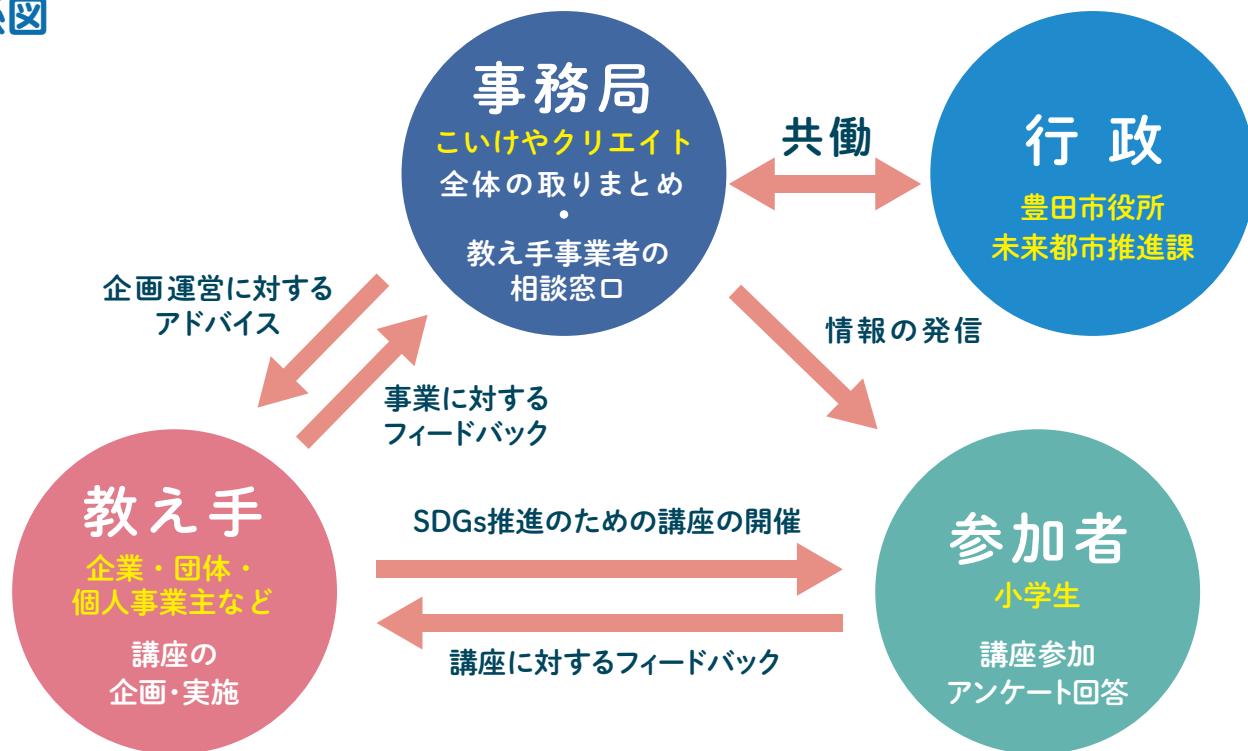 図
事務局
こいけやクリエイト
全体の取りまとめ
・
教え手事業者の
相談窓口
共働
行 政
豊田市役所
未来都市推進課
企画運営に対する
アドバイス
事業に対する
フィードバック
情報の発信
教え手
企業・団体・
個人事業主など
講座の
企画・実施
SDGs推進のための講座の開催
講座に対するフィードバック
参加者
小学生
講座参加
アンケート回答